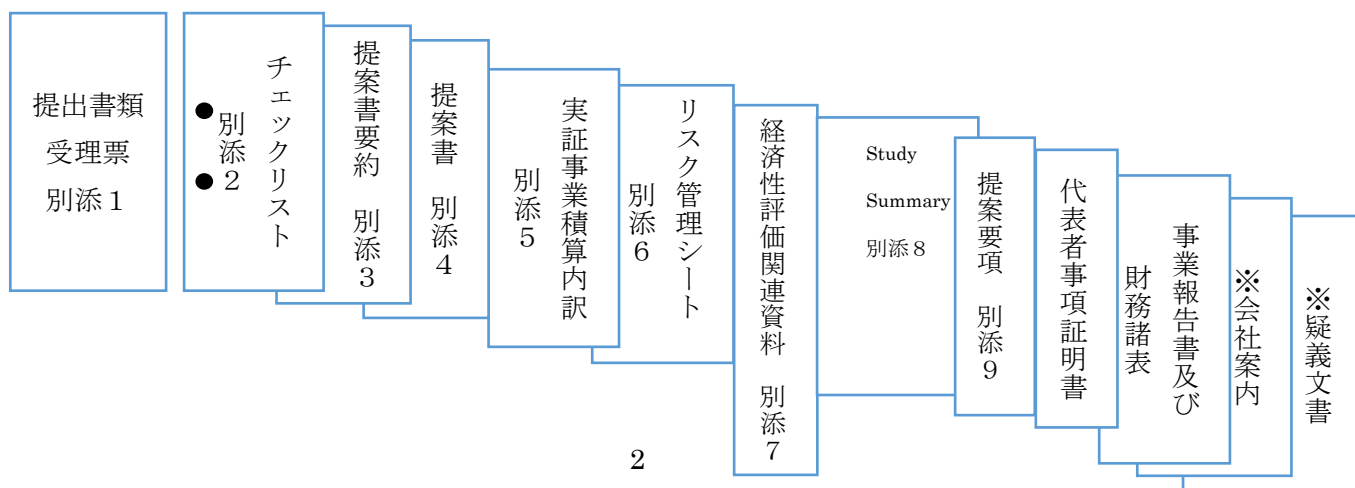 提出書類
受理票
別添１
チェックリスト
●別添●２
提案書要約　別添３
提案書　別添４
実証事業積算内訳
別添５
リスク管理シート
別添６
経済性評価関連資料　別添７
Study
Summary
別添８
提案要項　別添９
代表者事項証明書
事業報告書及び
財務諸表
※会社案内
※疑義文書
2